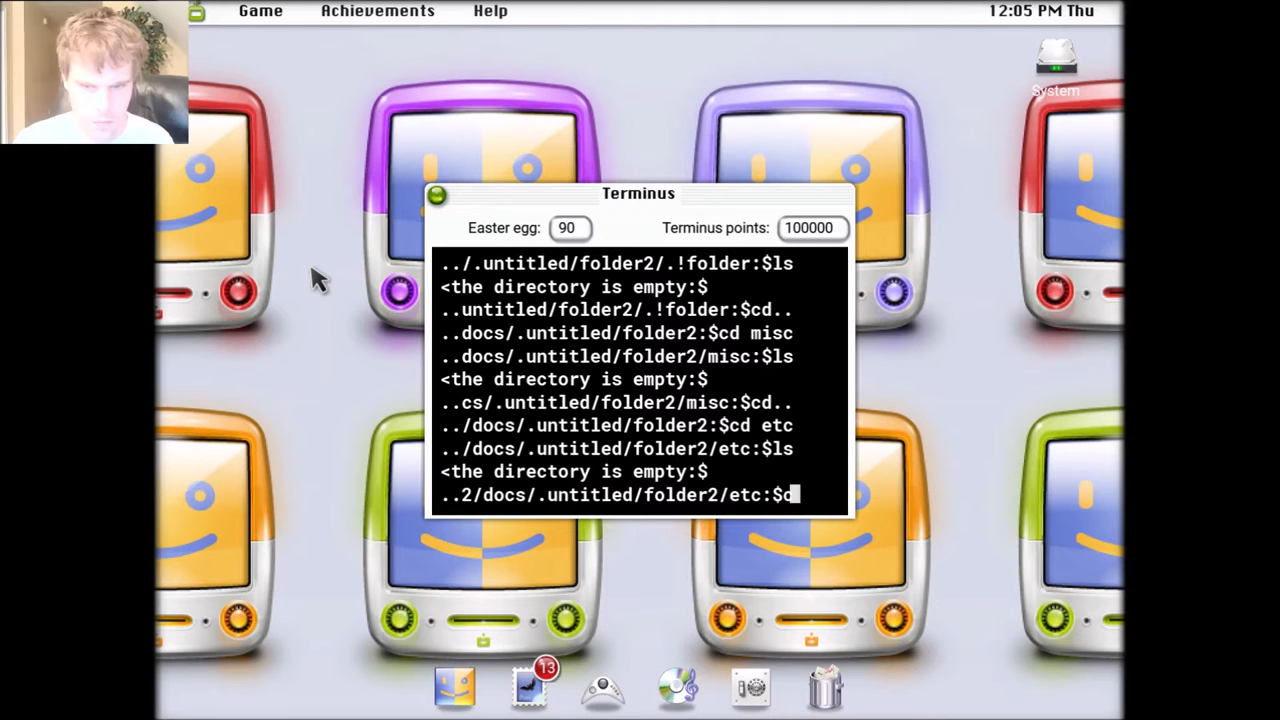 Game Achievements Help 12:05 PM Thu
System
Terminus
Easter egg: 90 Terminus points: 100000
../.untitled/folder2/.!folder:$ls
<the directory is empty:$
..untitled/folder2/.!folder:$cd..
..docs/.untitled/folder2:$cd misc
..docs/.untitled/folder2/misc:$ls
<the directory is empty:$
..cs/.untitled/folder2/misc:$cd..
../docs/.untitled/folder2:$cd etc
../docs/.untitled/folder2/etc:$ls
<the directory is empty:$
..2/docs/.untitled/folder2/etc:$c
13